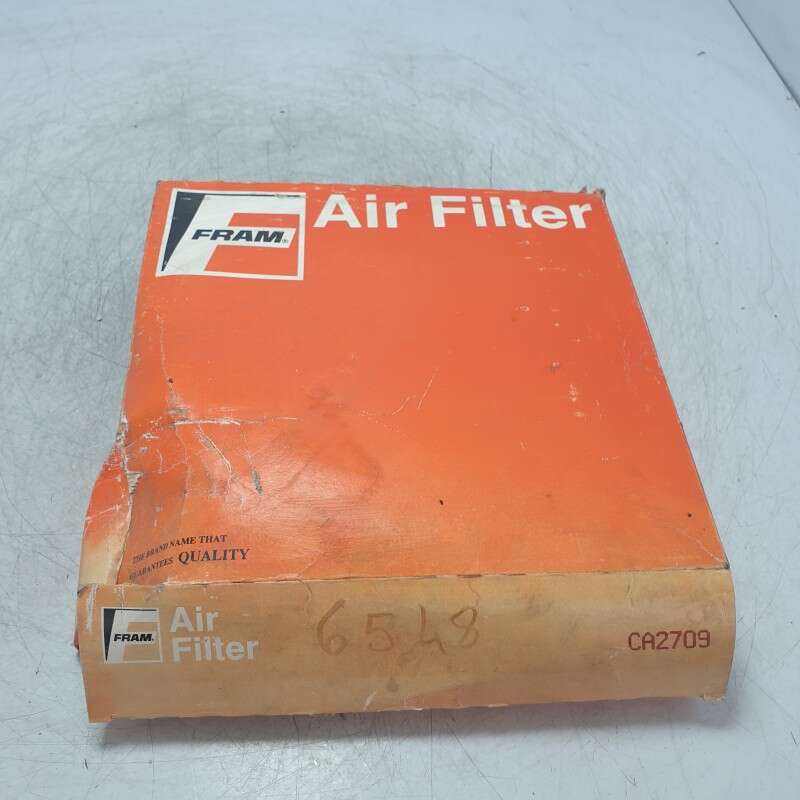 FRAM®
Air Filter
THE BRAND NAME THAT
GUARANTEES QUALITY
FRAM®
Air
Filter
6548
CA2709